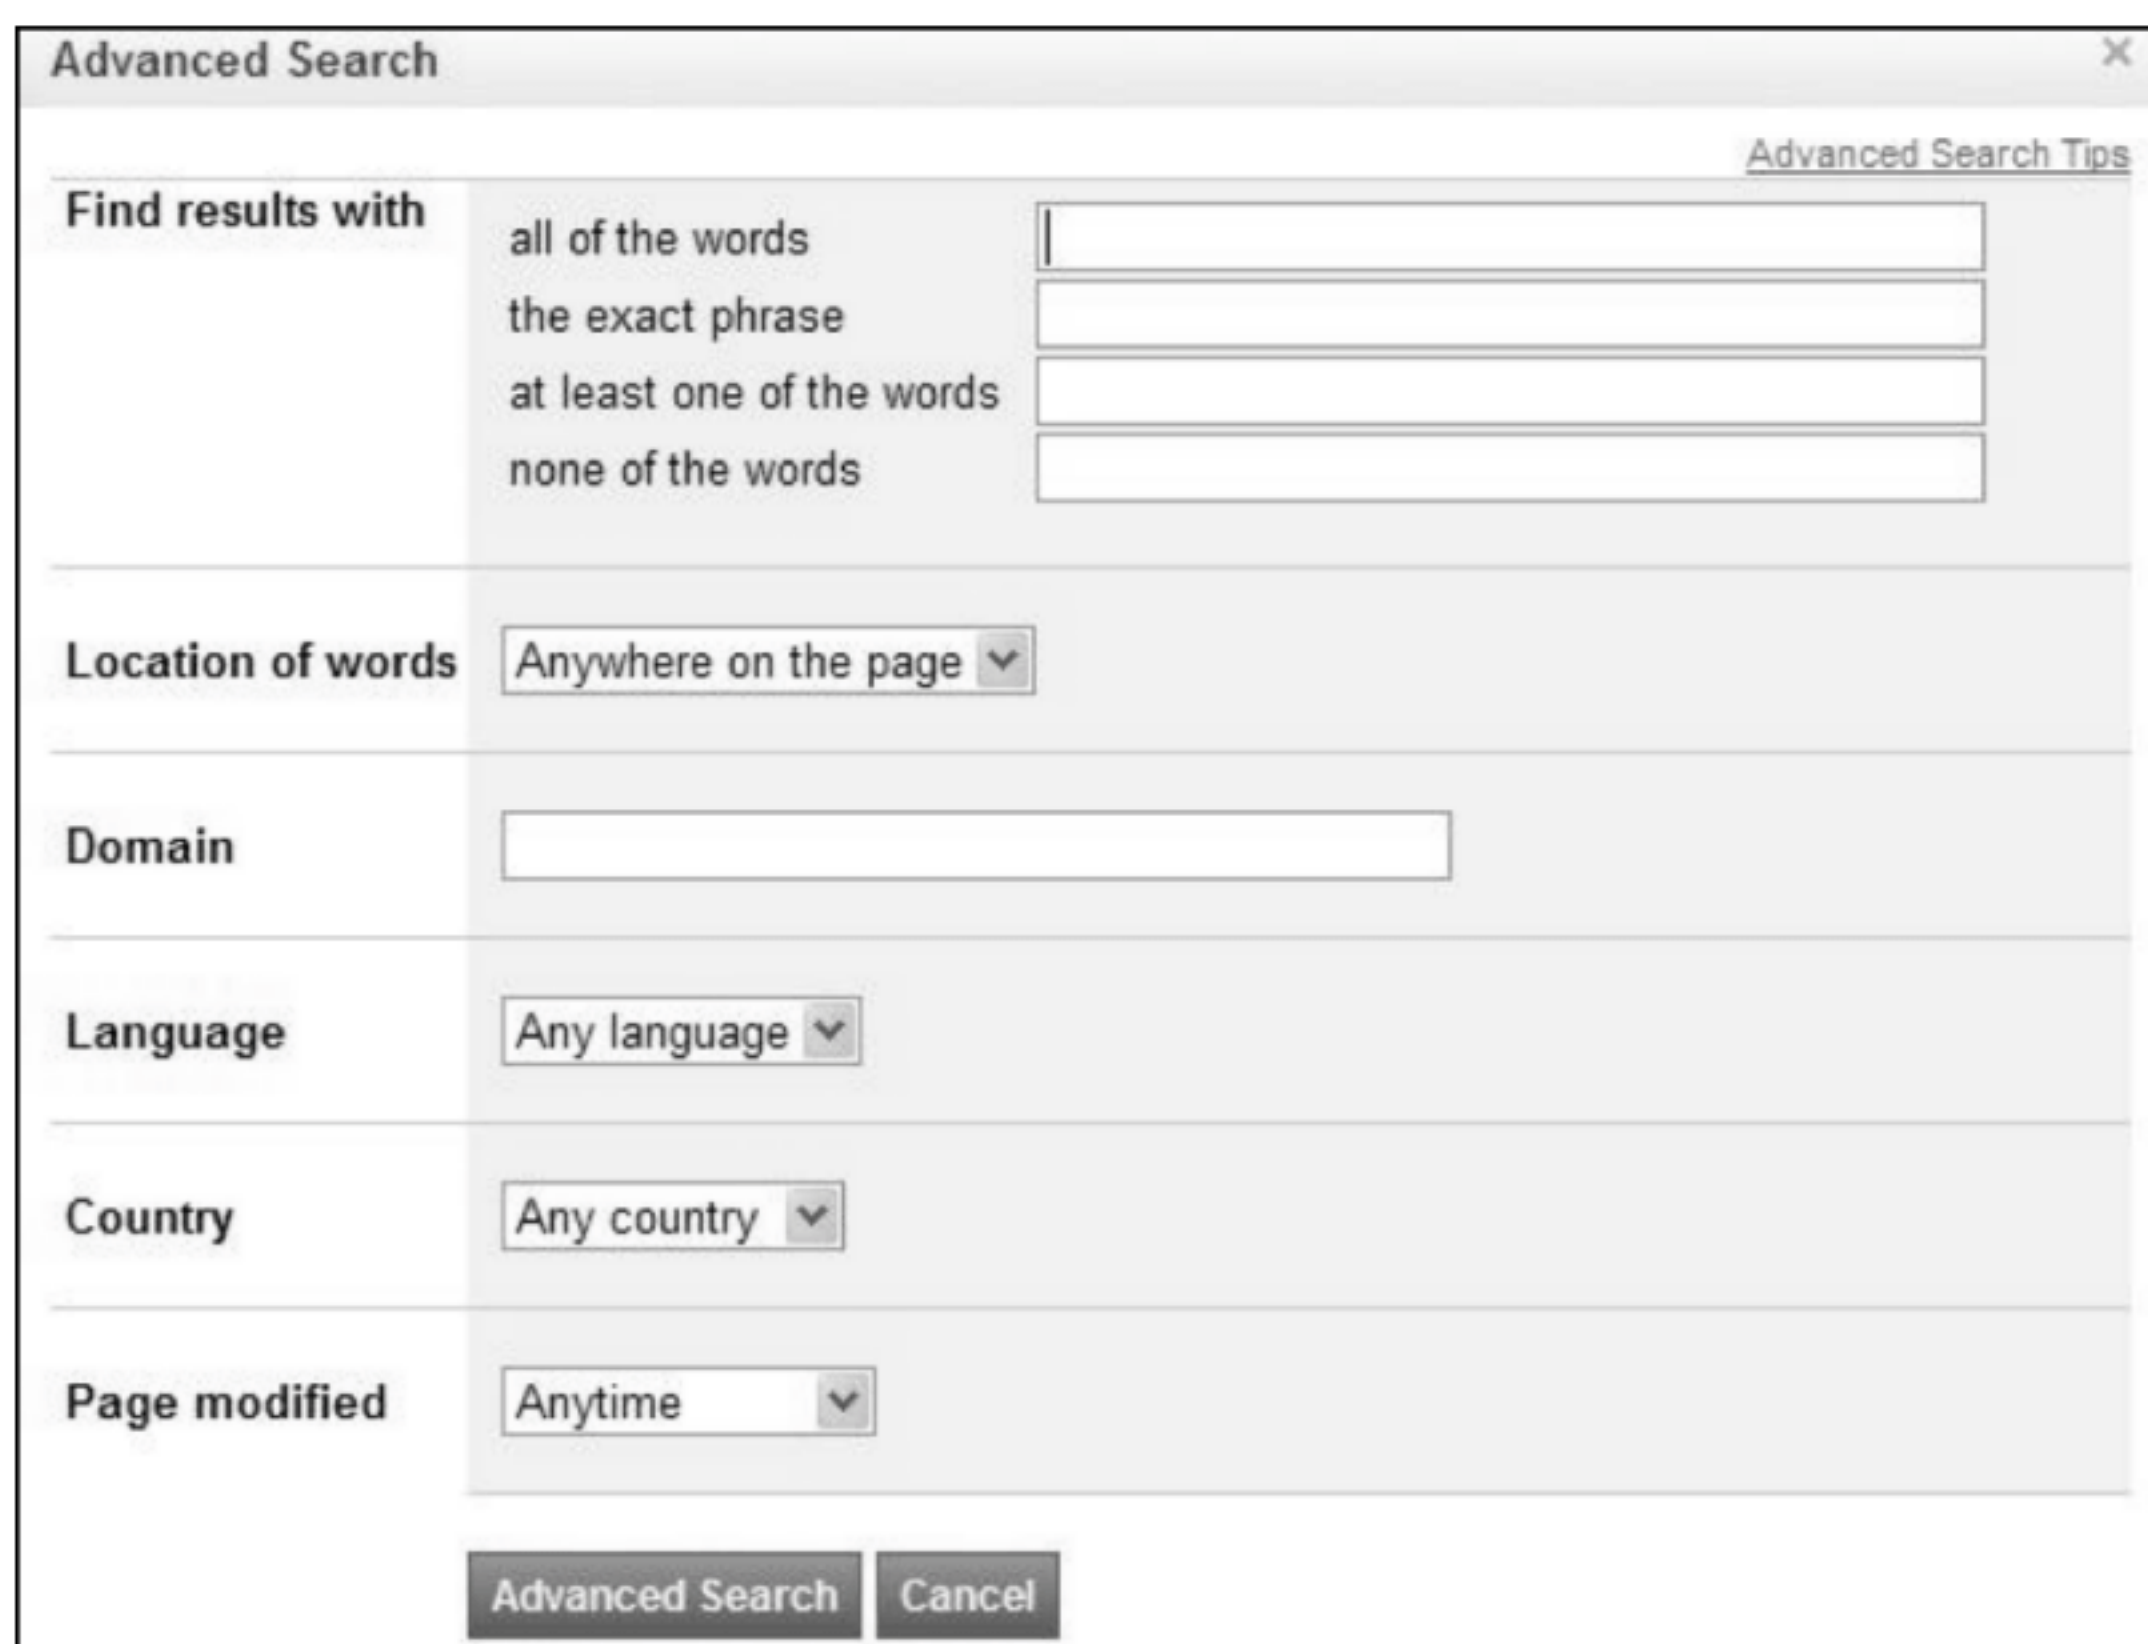 Advanced Search
Advanced Search Tips
Find results with
all of the words
the exact phrase
at least one of the words
none of the words
Location of words Anywhere on the page
Domain
Language Any language
Country Any country
Page modified Anytime
Advanced Search Cancel